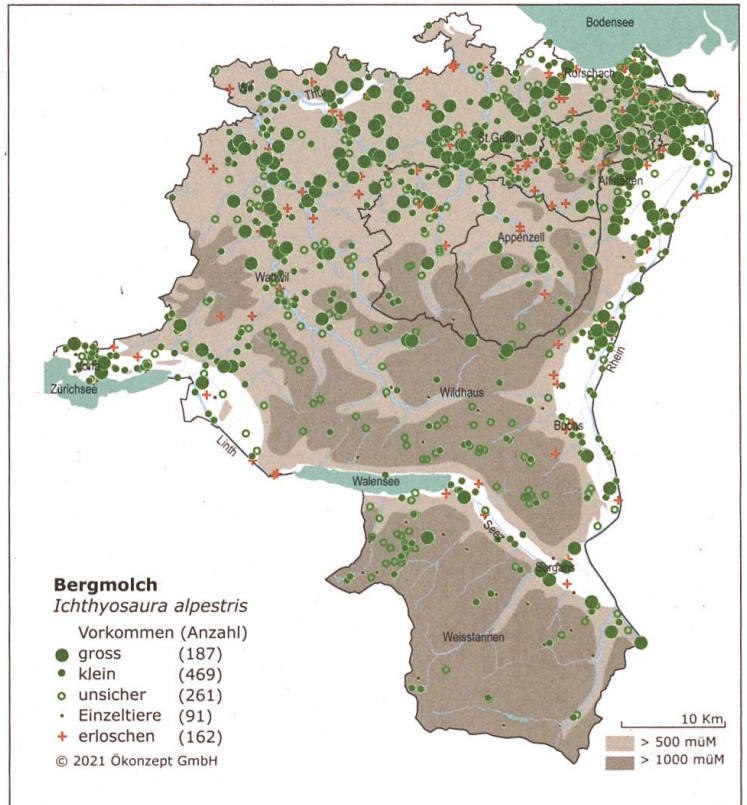 Bodensee
Rorschach
Wil
Thur
St.Gallen
Altstätten
Appenzell
Wattwil
Rhein
Zürichsee
Wildhaus
Buchs
Linth
Walensee
Seez
Sargans
Weisstannen
Bergmolch
Ichthyosaura alpestris
Vorkommen (Anzahl)
gross (187)
klein (469)
unsicher (261)
Einzeltiere (91)
erloschen (162)
© 2021 Ökonzept GmbH
10 Km
> 500 müM
> 1000 müM